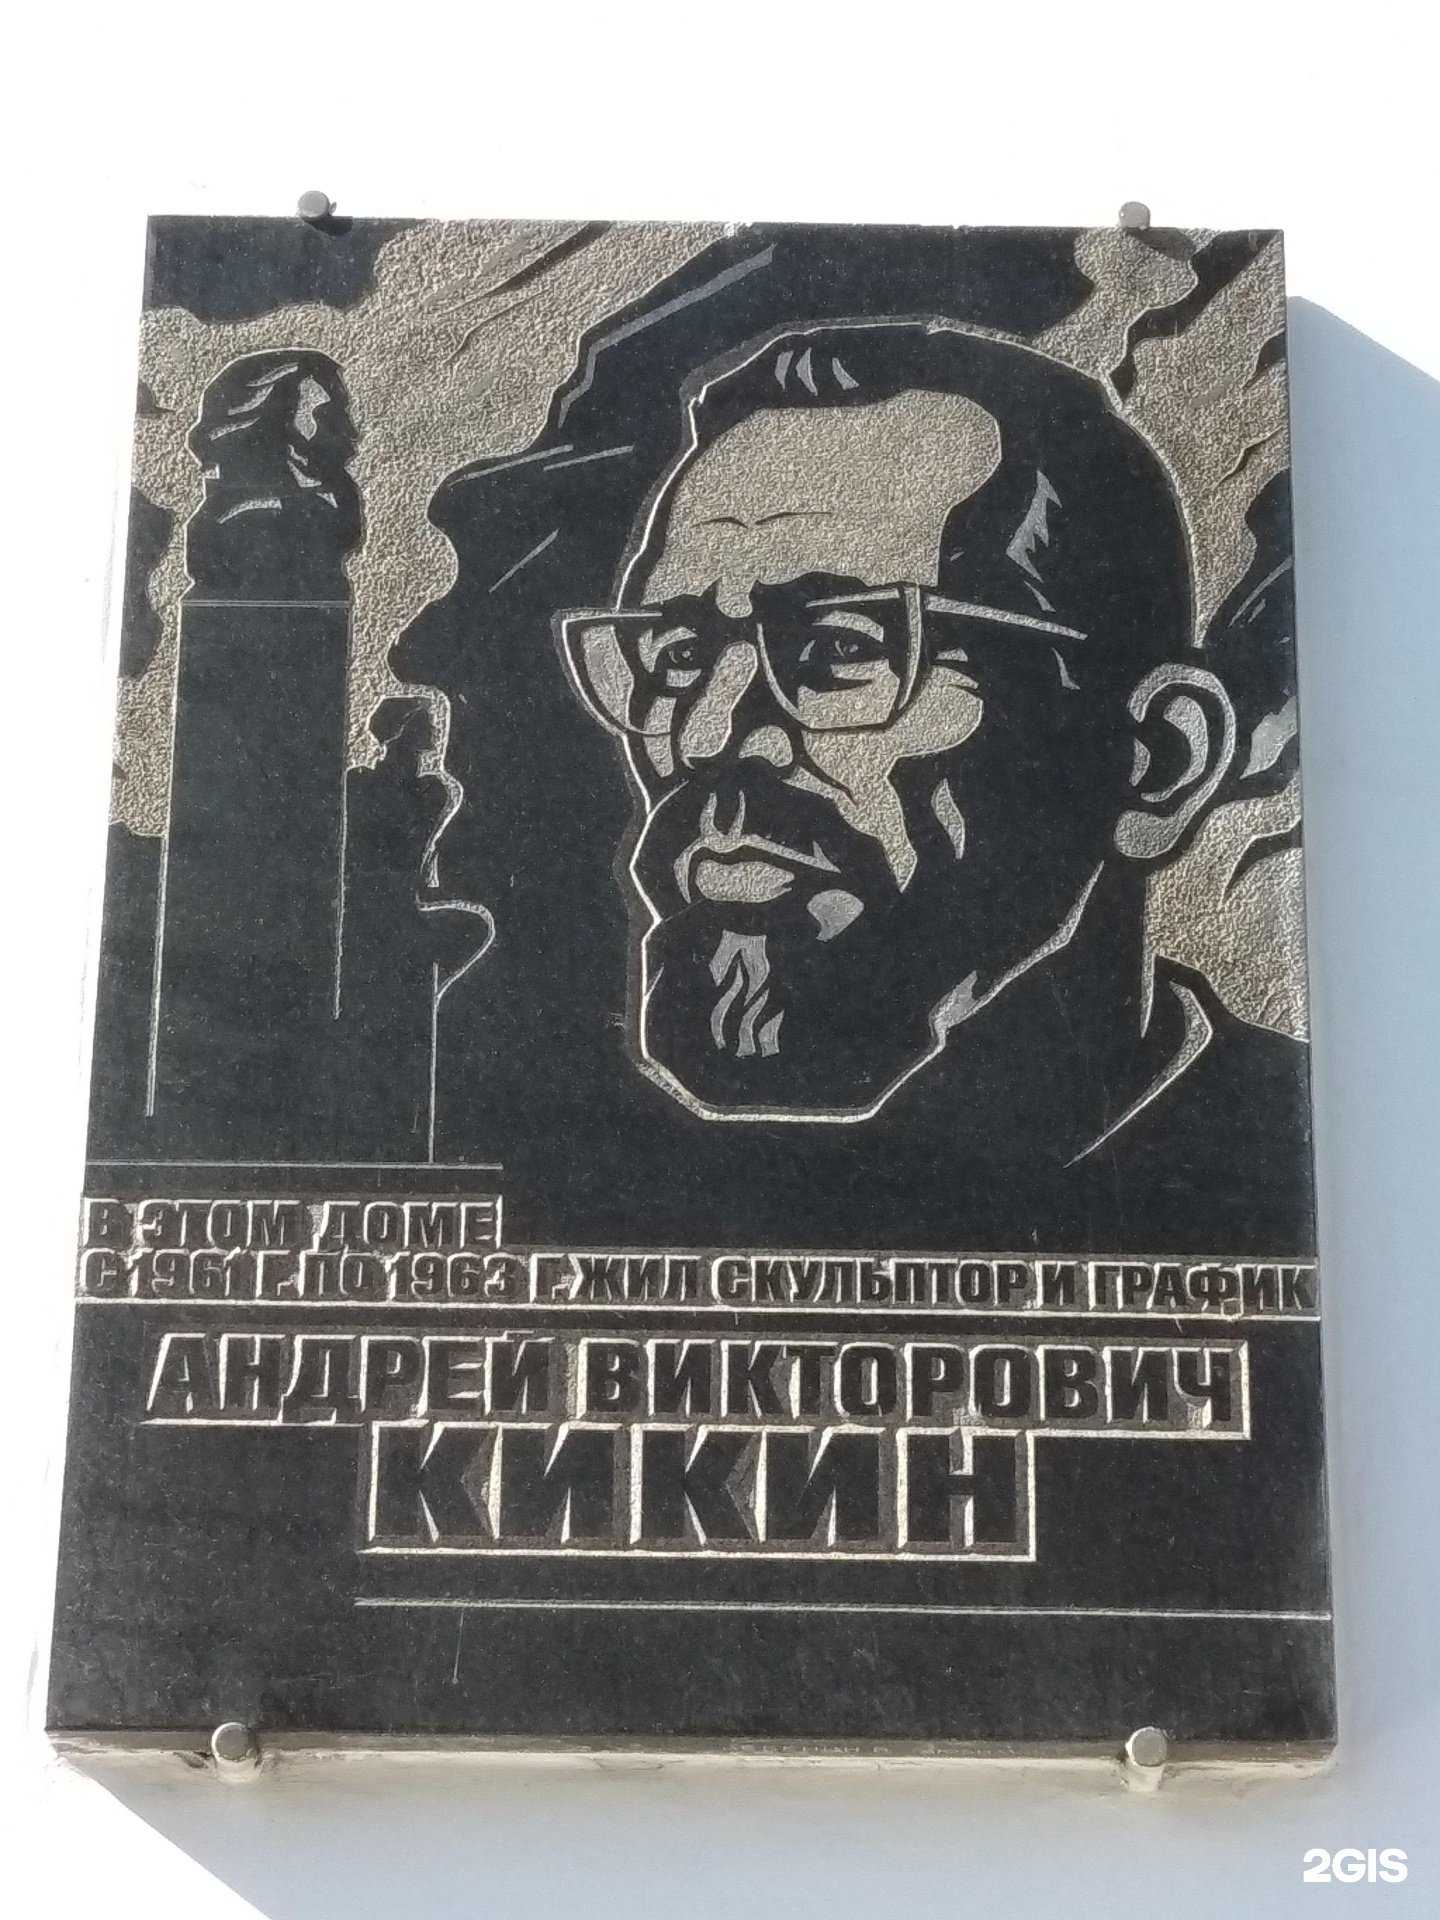 В ЭТОМ ДОМЕ
С 1961 Г. ПО 1963 Г. ЖИЛ СКУЛЬПТОР И ГРАФИК
АНДРЕЙ ВИКТОРОВИЧ
КИКИН
2GIS